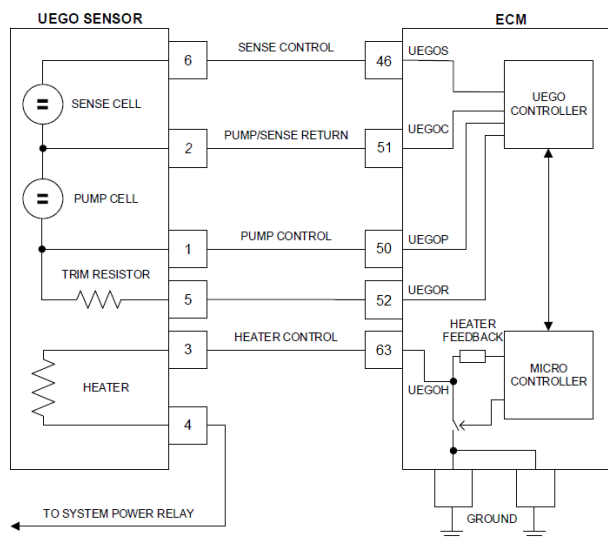 UEGO SENSOR
ECM
6
SENSE CONTROL
46
UEGOS
SENSE CELL
UEGO
CONTROLLER
2
PUMP/SENSE RETURN
51
UEGOC
PUMP CELL
1
PUMP CONTROL
50
UEGOP
TRIM RESISTOR
5
52
UEGOR
3
HEATER CONTROL
63
HEATER
FEEDBACK
MICRO
CONTROLLER
UEGOH
HEATER
4
TO SYSTEM POWER RELAY
GROUND